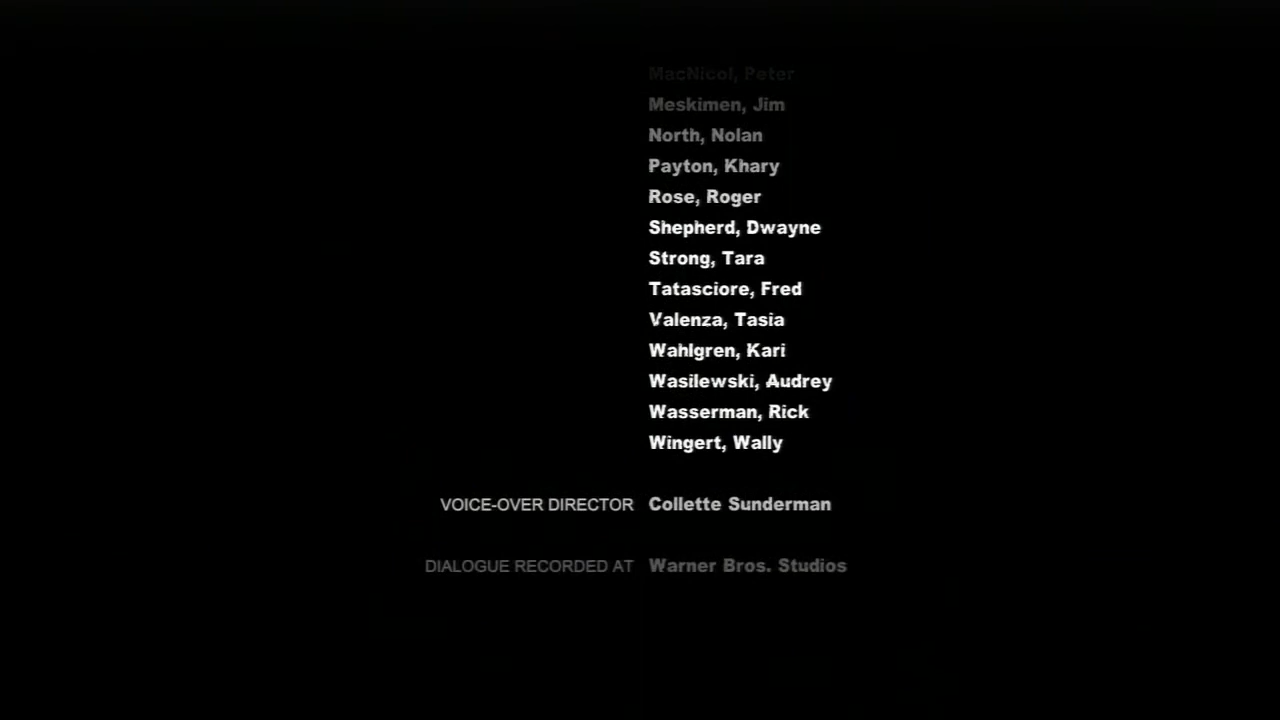 MacNicol, Peter
Meskimen, Jim
North, Nolan
Payton, Khary
Rose, Roger
Shepherd, Dwayne
Strong, Tara
Tatasciore, Fred
Valenza, Tasia
Wahlgren, Kari
Wasilewski, Audrey
Wasserman, Rick
Wingert, Wally
VOICE-OVER DIRECTOR Collette Sunderman
DIALOGUE RECORDED AT Warner Bros. Studios